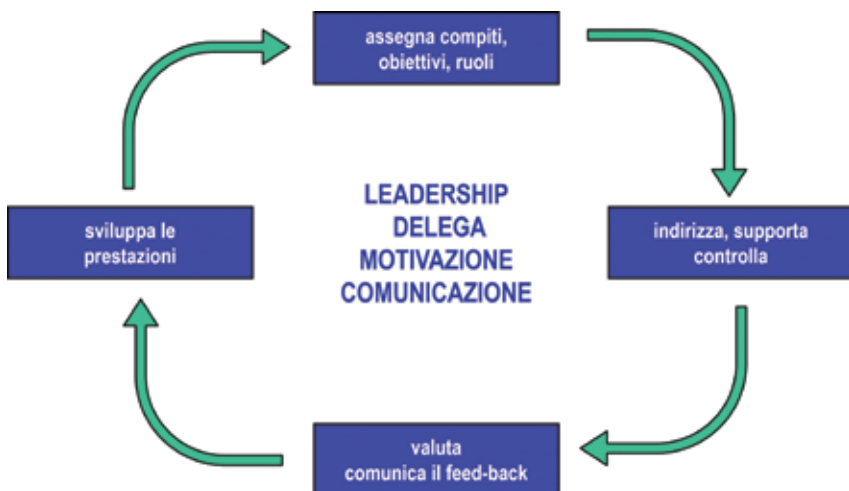 assegna compiti,
obiettivi, ruoli
LEADERSHIP
DELEGA
MOTIVAZIONE
COMUNICAZIONE
sviluppa le
prestazioni
indirizza, supporta
controlla
valuta
comunica il feed-back